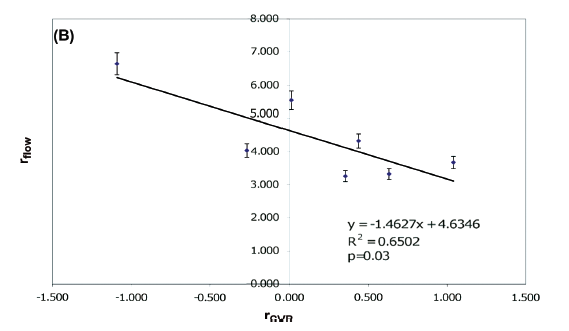 (B)
8.000
7.000
6.000
5.000
4.000
3.000
2.000
1.000
0.000
r flow
y = -1.4627x + 4.6346
R² = 0.6502
p=0.03
-1.500 -1.000 -0.500 0.000 0.500 1.000 1.500
r GVR